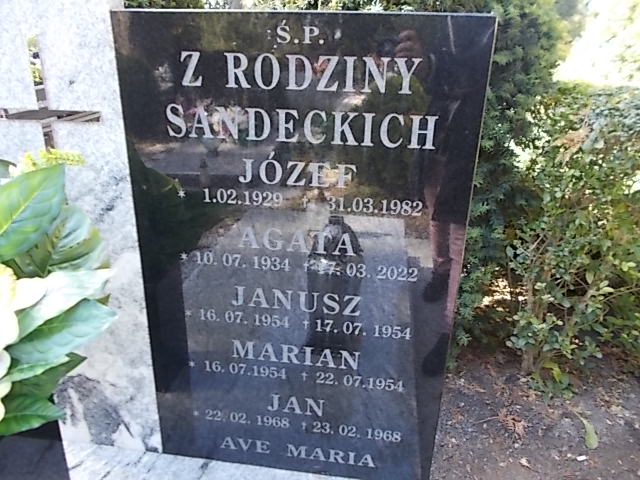 Ś.P.
Z RODZINY
SANDECKICH
JÓZEF
* 1.02.1929 † 31.03.1982
AGATA
* 10.07.1934 † 17.03.2022
JANUSZ
* 16.07.1954 † 17.07.1954
MARIAN
* 16.07.1954 † 22.07.1954
JAN
* 22.02.1968 † 23.02.1968
AVE MARIA